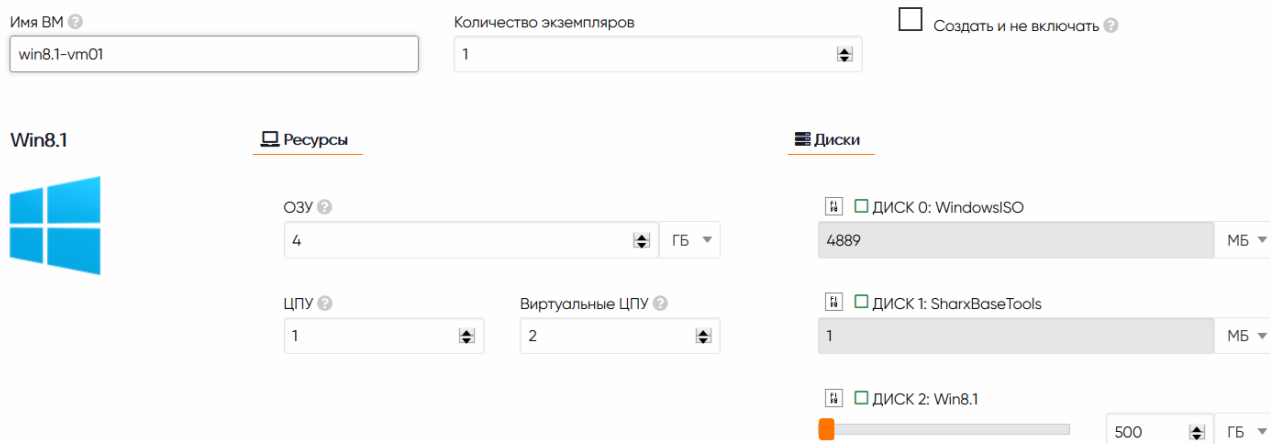 Имя ВМ
Количество экземпляров
Создать и не включать
win8.1-vm01
1
Win8.1
Ресурсы
Диски
ОЗУ
ДИСК 0: WindowsISO
4
ГБ
4889
МБ
ЦПУ
Виртуальные ЦПУ
ДИСК 1: SharxBaseTools
1
2
1
МБ
ДИСК 2: Win8.1
500
ГБ